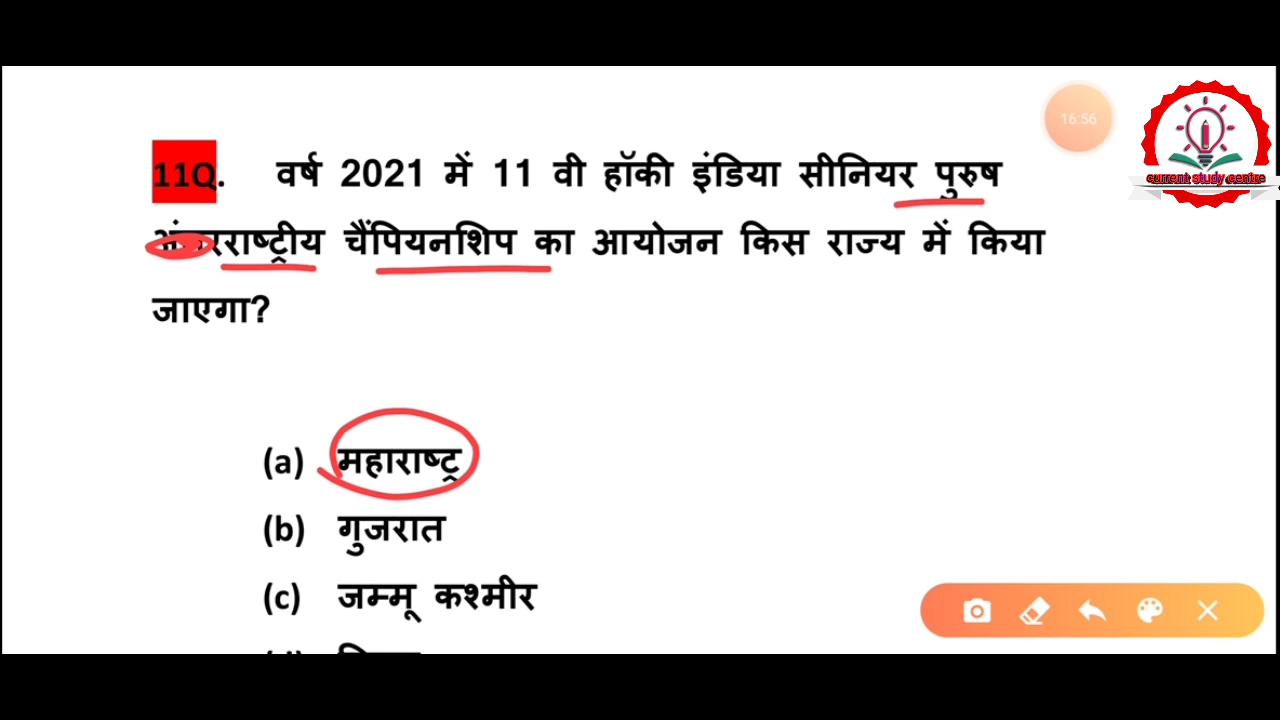 16:56
current study centre
11Q. वर्ष 2021 में 11 वी हॉकी इंडिया सीनियर पुरुष
राष्ट्रीय चैंपियनशिप का आयोजन किस राज्य में किया
जाएगा?
(a) महाराष्ट्र
(b) गुजरात
(c) जम्मू कश्मीर